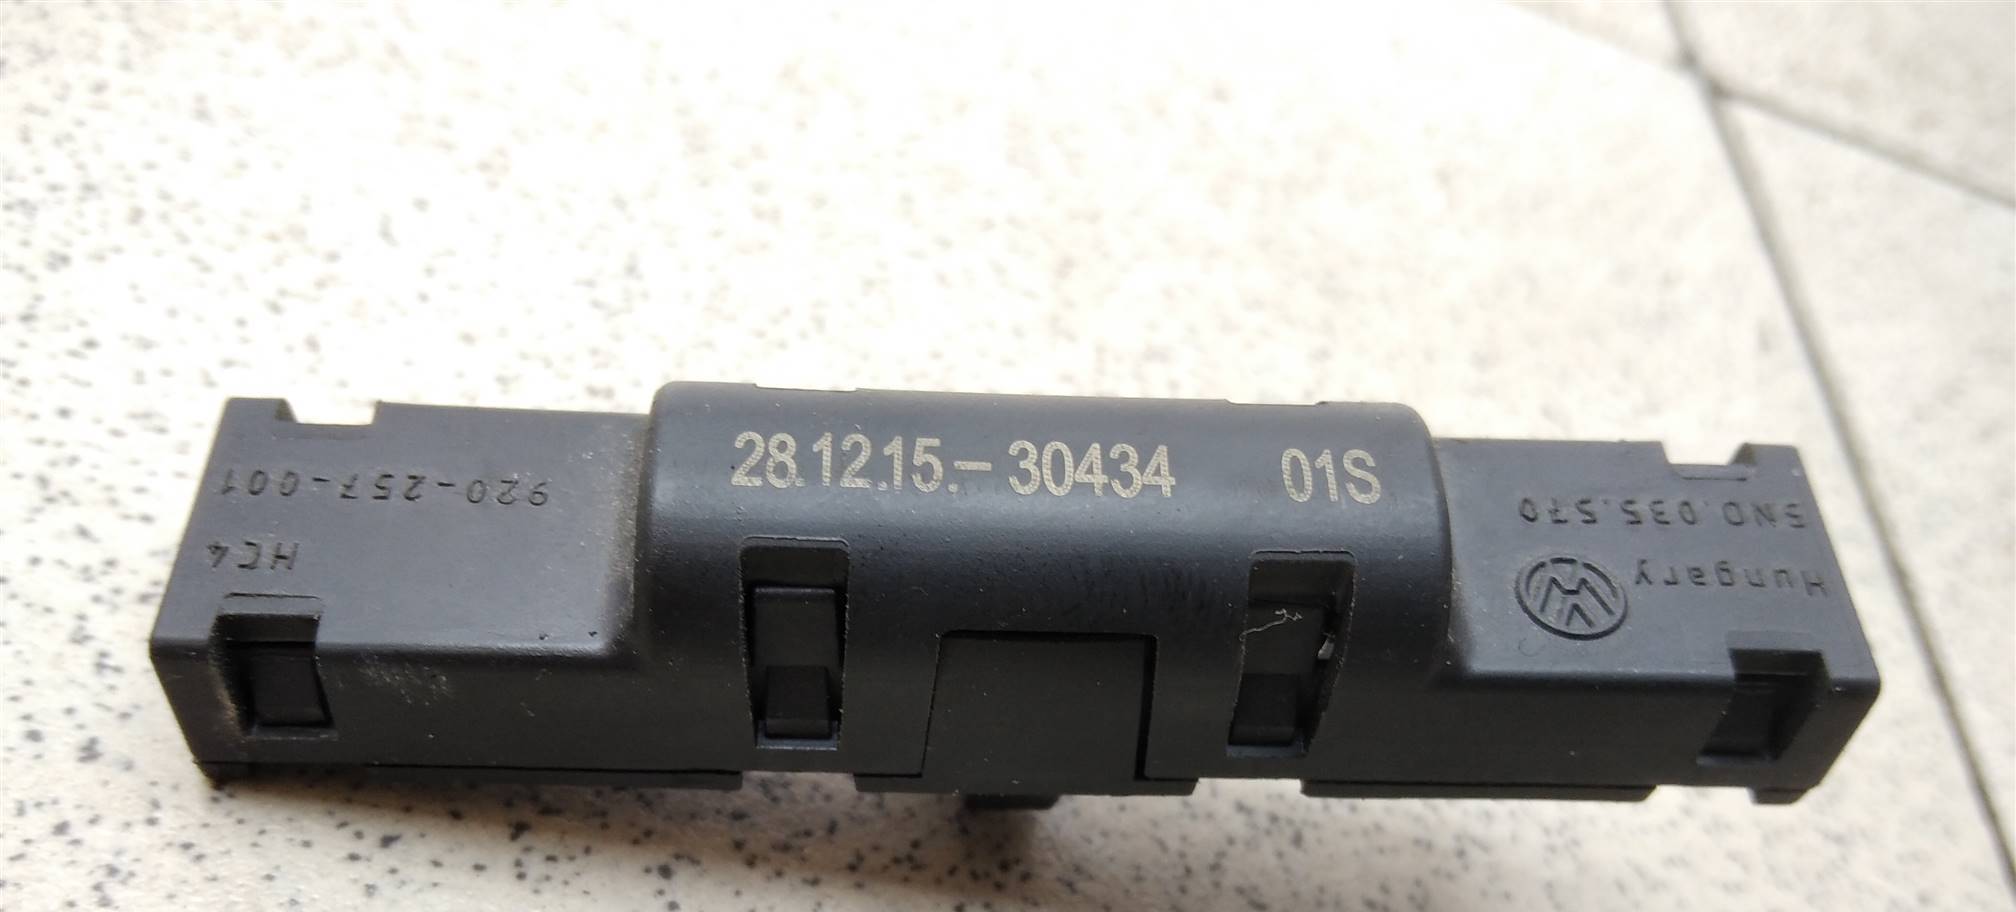 28.12.15.- 30434 01S
920-257-001
HC4
5N0.035.570
Hungary